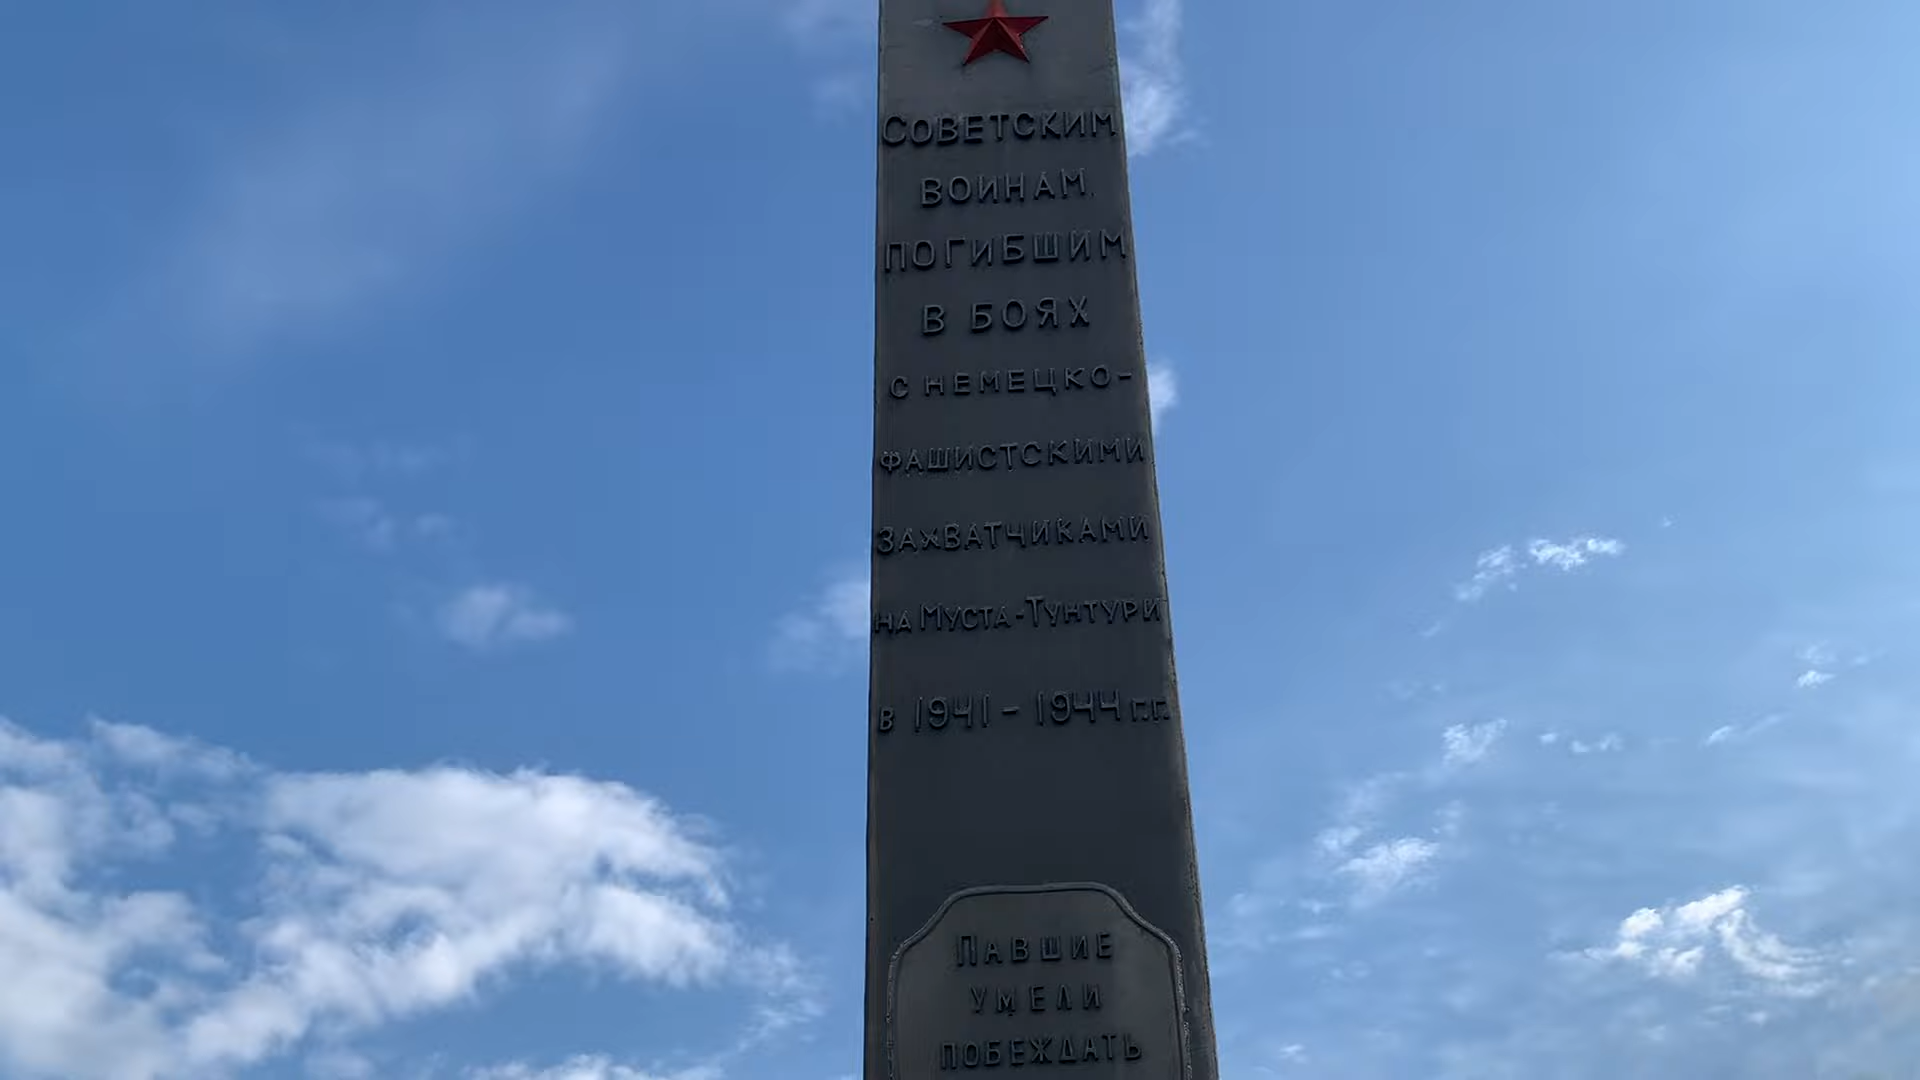 СОВЕТСКИМ
ВОИНАМ,
ПОГИБШИМ
В БОЯХ
С НЕМЕЦКО-
ФАШИСТСКИМИ
ЗАХВАТЧИКАМИ
НА МУСТА-ТУНТУРИ
В 1941 - 1944 г.г.
ПАВШИЕ
УМЕЛИ
ПОБЕЖДАТЬ